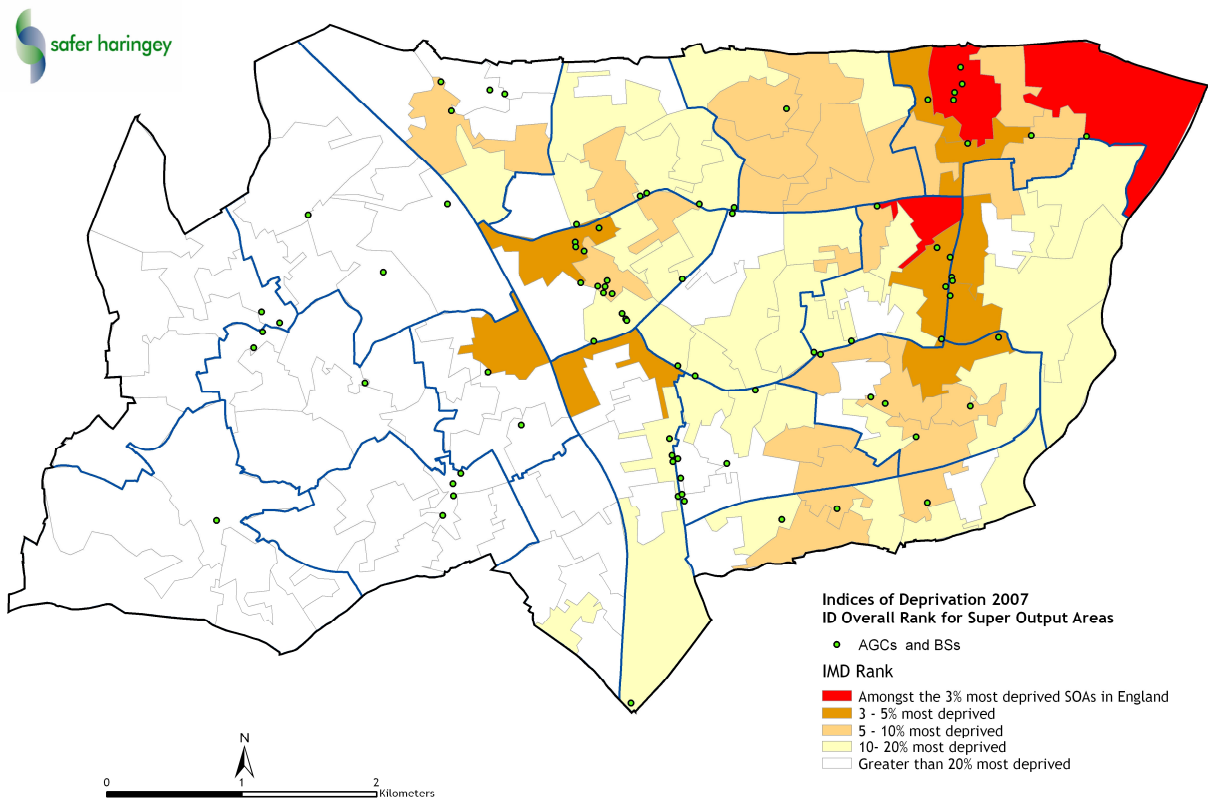 safer haringey
Indices of Deprivation 2007
ID Overall Rank for Super Output Areas
AGCs and BSs
IMD Rank
Amongst the 3% most deprived SOAs in England
3 - 5% most deprived
5 - 10% most deprived
10- 20% most deprived
Greater than 20% most deprived
N
0 1 2
Kilometers